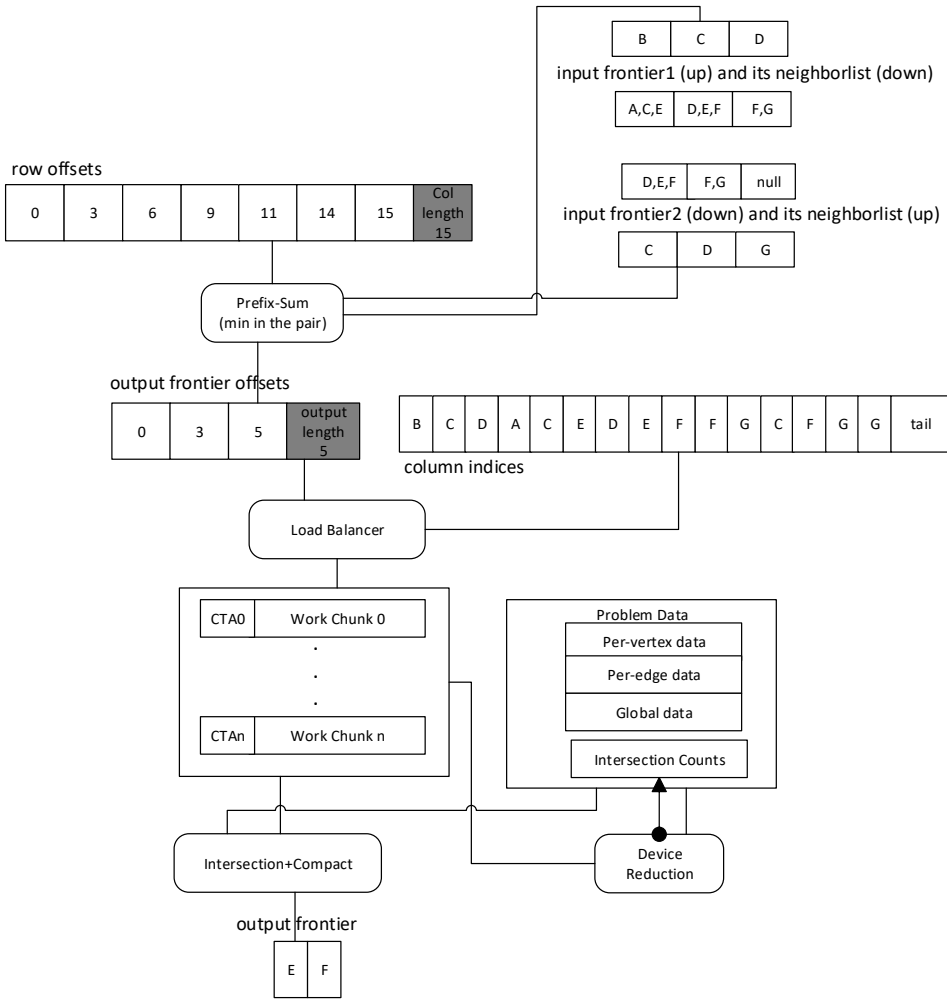 B C D
input frontier1 (up) and its neighborlist (down)
A,C,E D,E,F F,G
row offsets
D,E,F F,G null
0 3 6 9 11 14 15 Col
length
15
input frontier2 (down) and its neighborlist (up)
C D G
Prefix-Sum
(min in the pair)
output frontier offsets
0 3 5 output
length
5
B C D A C E D E F F G C F G G tail
column indices
Load Balancer
CTA0 Work Chunk 0
.
.
.
CTAn Work Chunk n
Problem Data
Per-vertex data
Per-edge data
Global data
Intersection Counts
Intersection+Compact
Device
Reduction
output frontier
E F